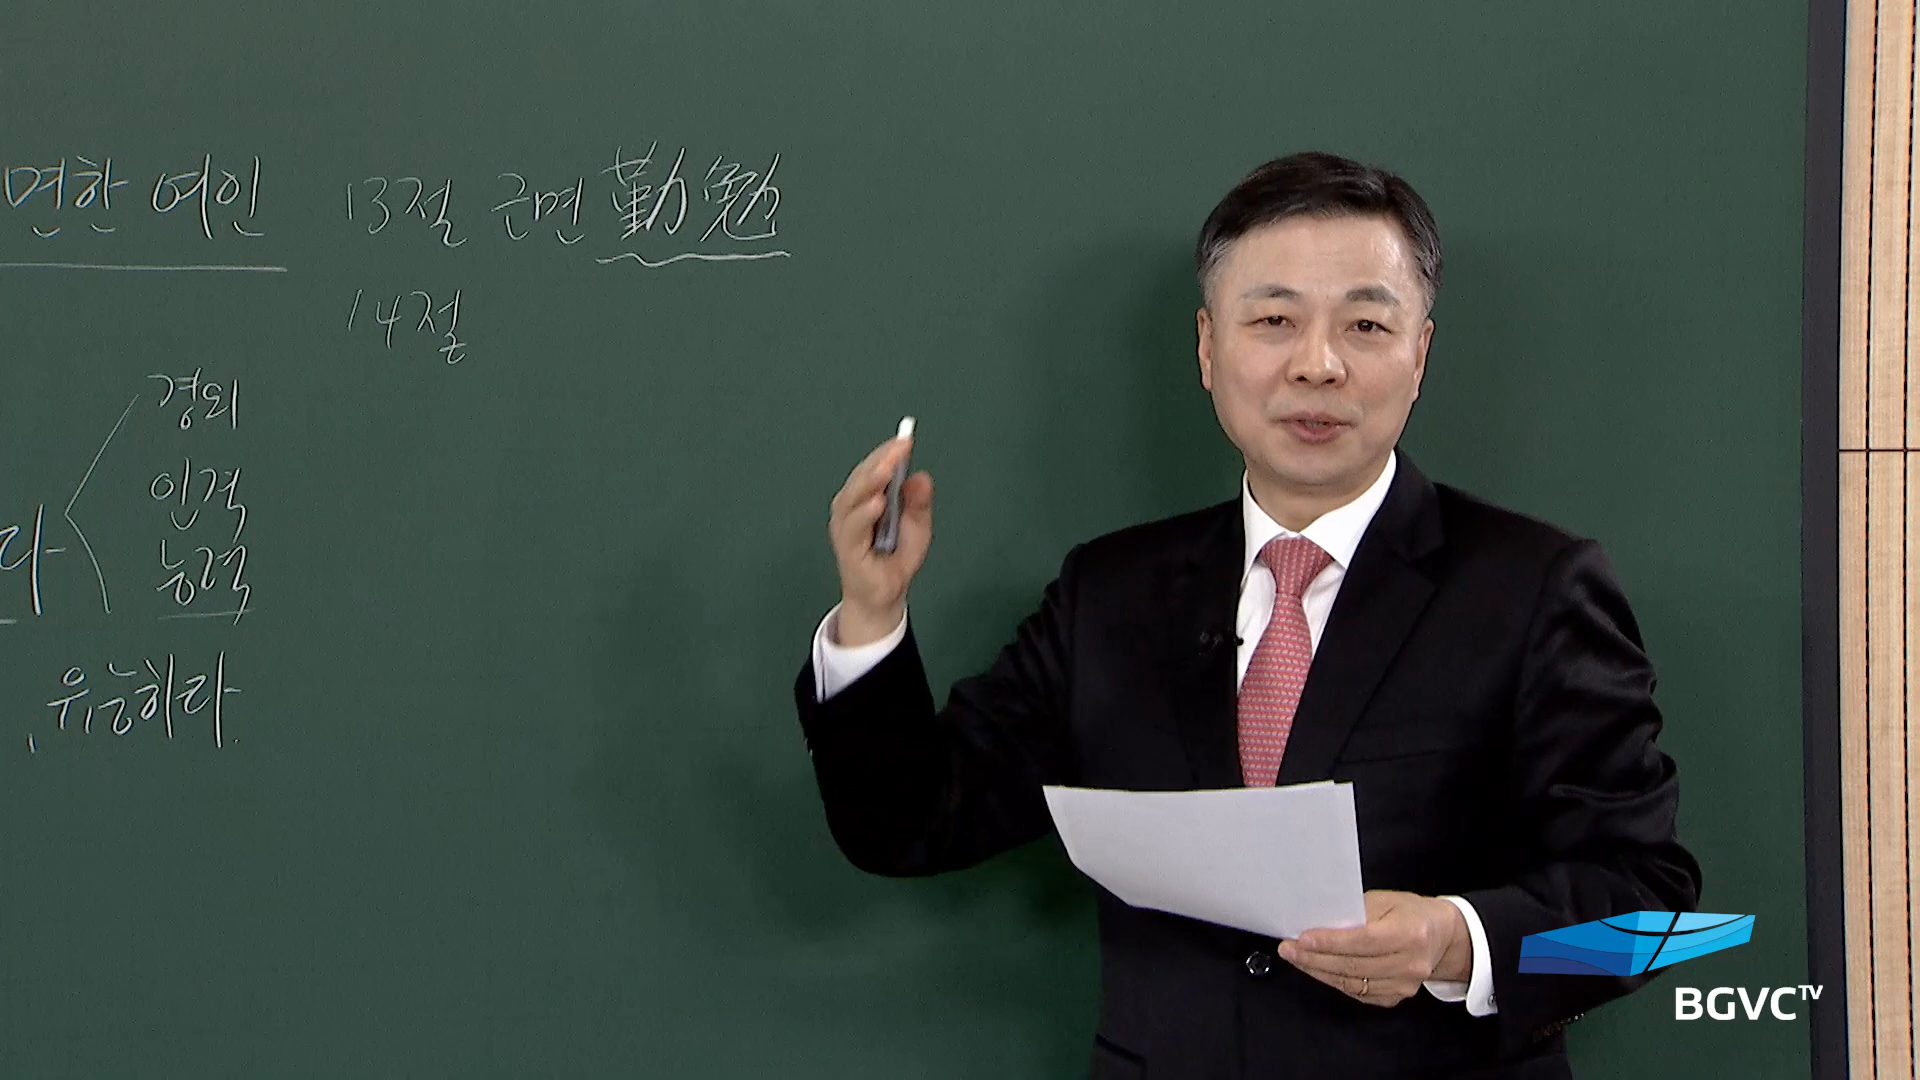 면한 여인 13절 근면 勤勉
14절
경외
인격
다
능력
유능하다.
BGVC TV